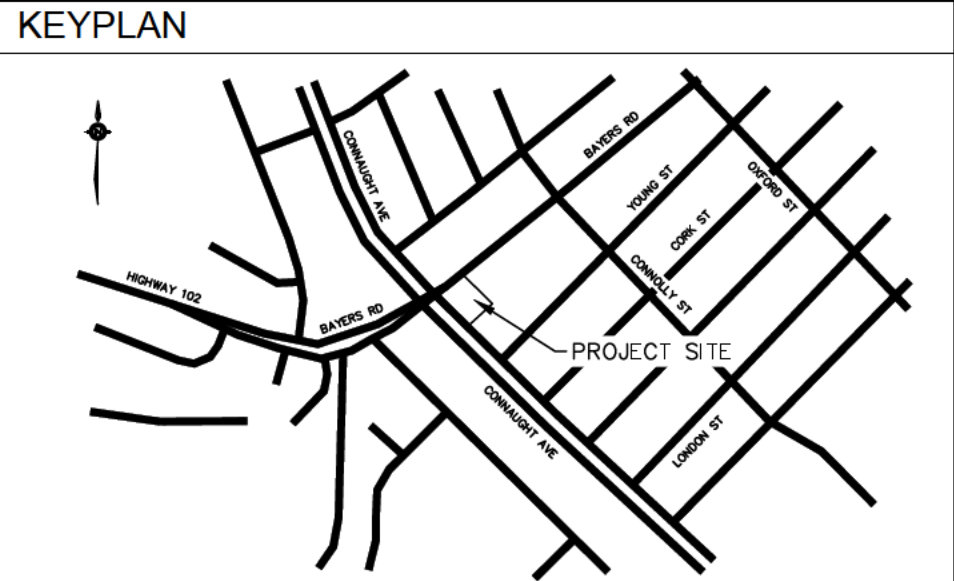 KEYPLAN
N
CONNAUGHT AVE
BAYERS RD
YOUNG ST
OXFORD ST
CORK ST
CONNOLLY ST
HIGHWAY 102
BAYERS RD
PROJECT SITE
CONNAUGHT AVE
LONDON ST